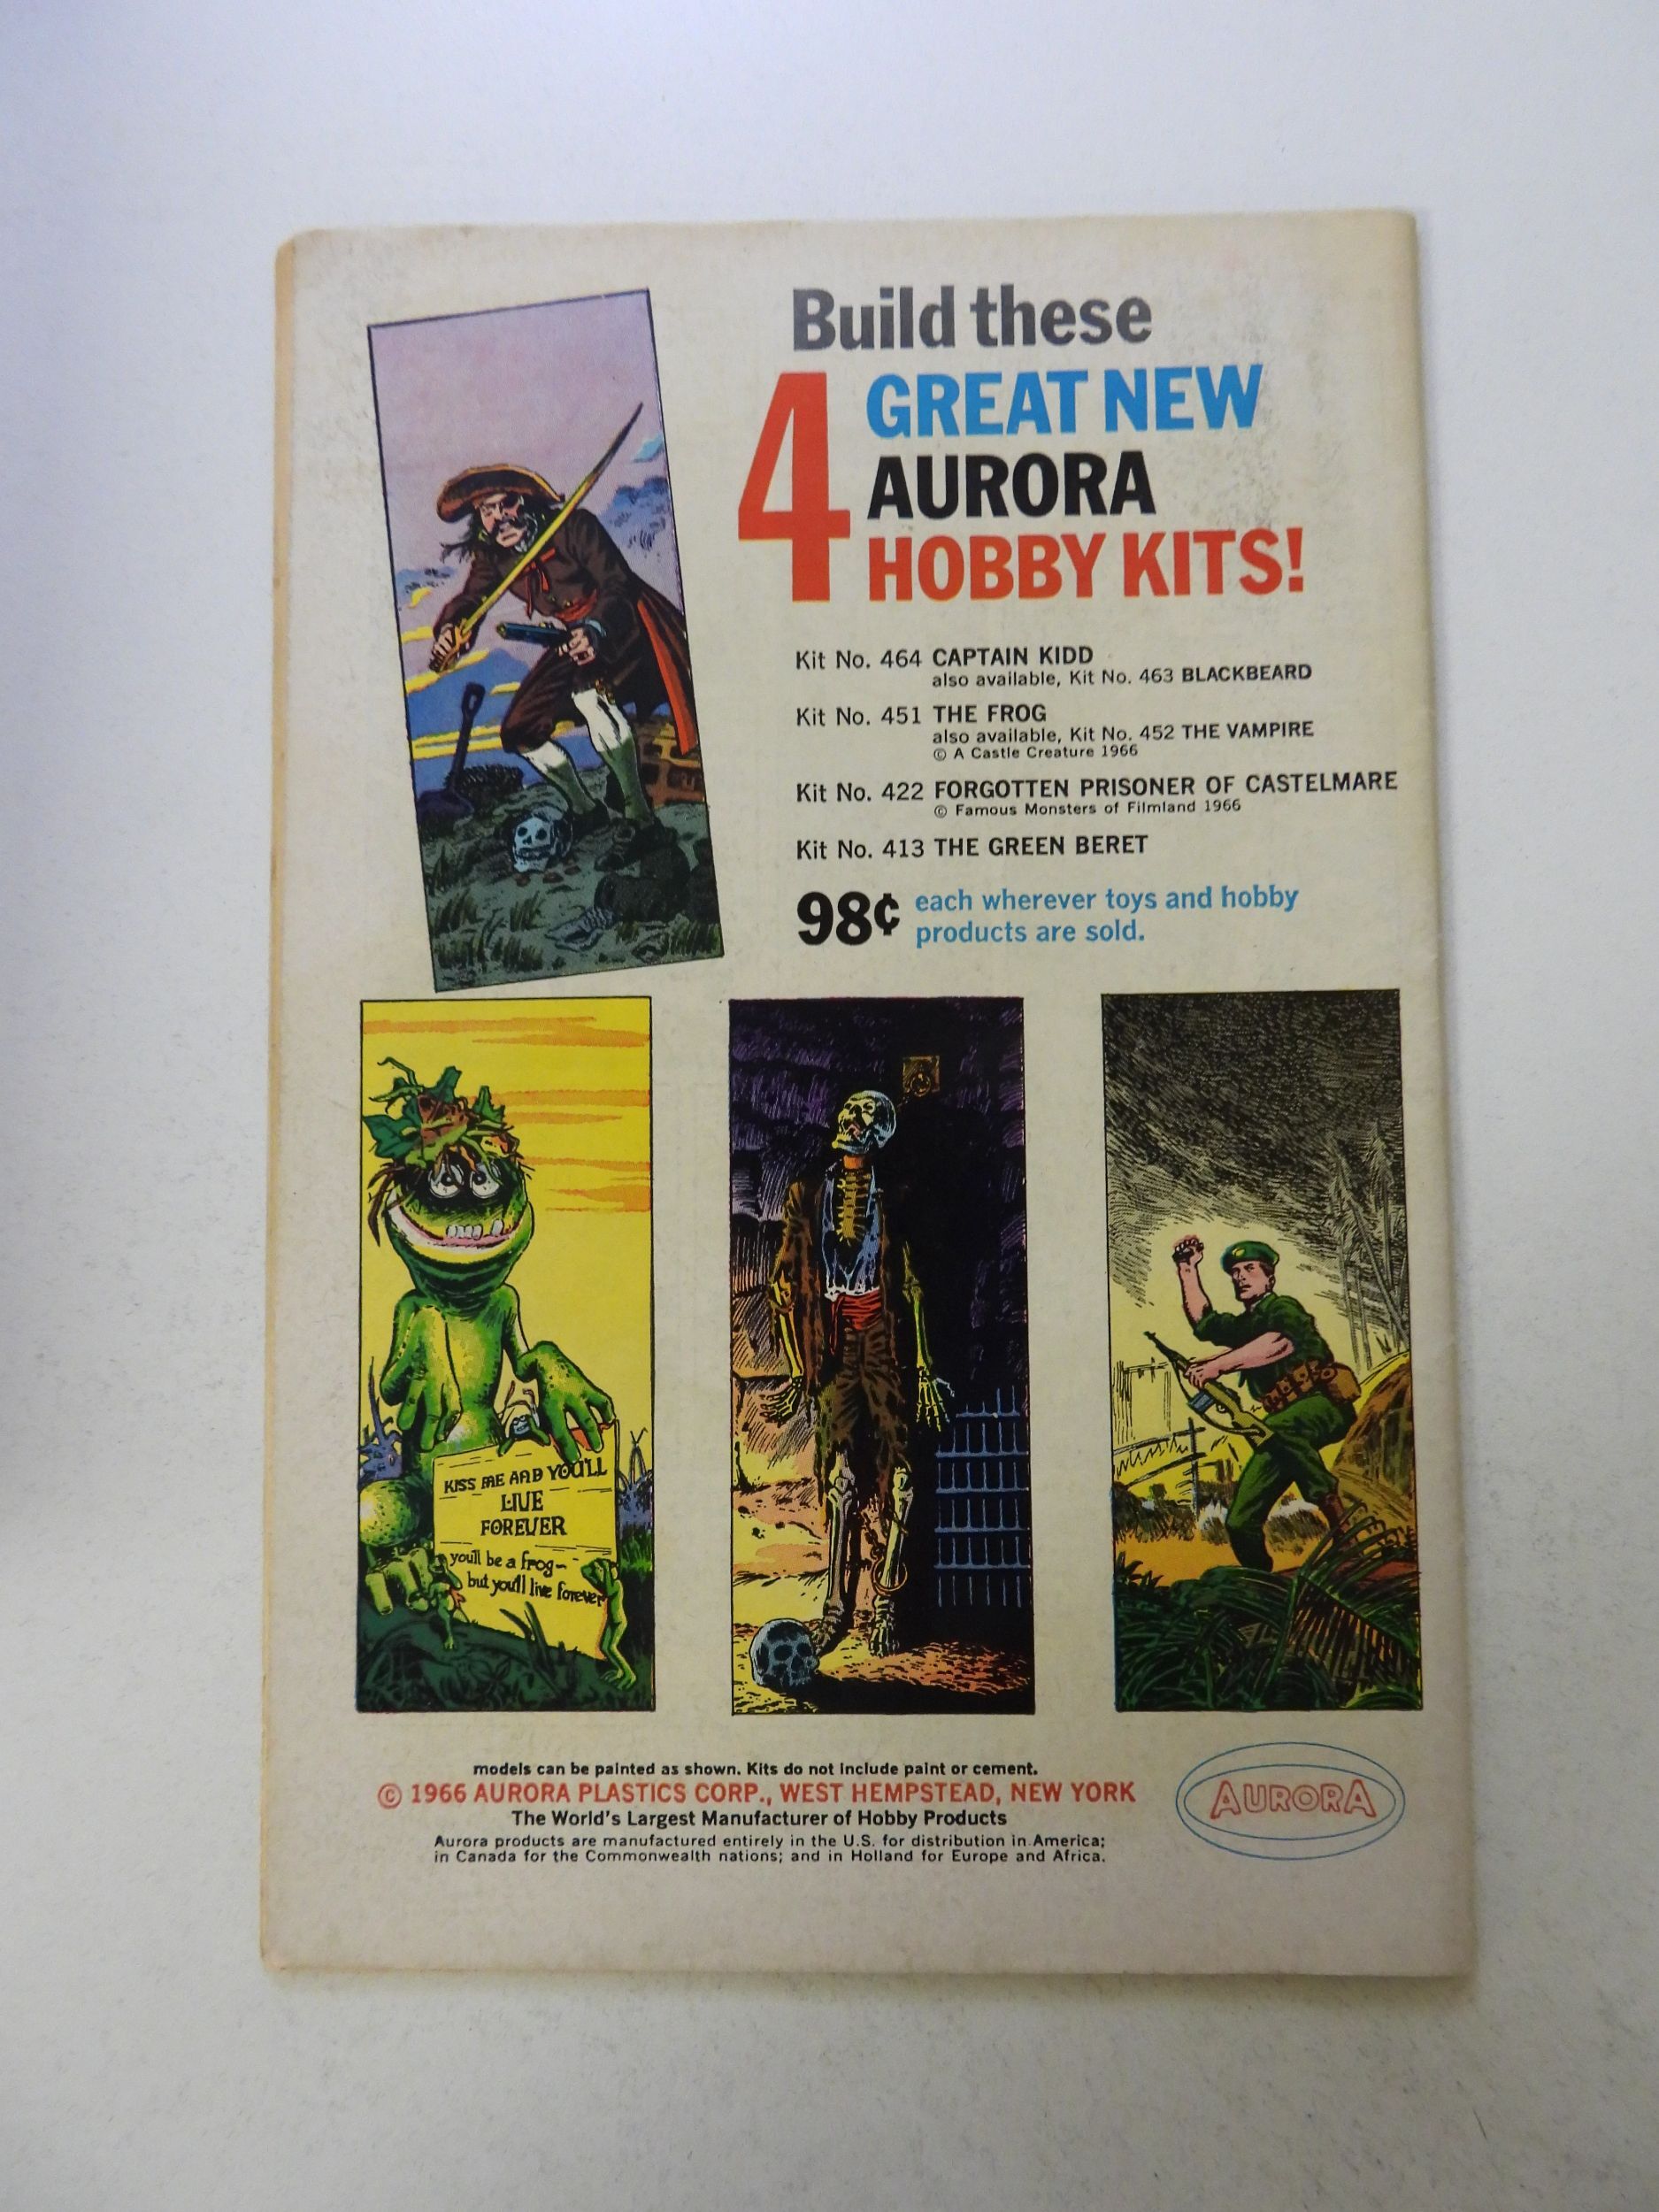 Build these
4 GREAT NEW
AURORA
HOBBY KITS!
Kit No. 464 CAPTAIN KIDD
also available, Kit No. 463 BLACKBEARD
Kit No. 451 THE FROG
also available, Kit No. 452 THE VAMPIRE
© A Castle Creature 1966
Kit No. 422 FORGOTTEN PRISONER OF CASTELMARE
© Famous Monsters of Filmland 1966
Kit No. 413 THE GREEN BERET
98¢ each wherever toys and hobby
products are sold.
KISS ME AND YOU'LL
LIVE
FOREVER
you'll be a frog-
but you'll live forever
models can be painted as shown. Kits do not include paint or cement.
© 1966 AURORA PLASTICS CORP., WEST HEMPSTEAD, NEW YORK
The World's Largest Manufacturer of Hobby Products
Aurora products are manufactured entirely in the U.S. for distribution in America;
in Canada for the Commonwealth nations; and in Holland for Europe and Africa.
AURORA